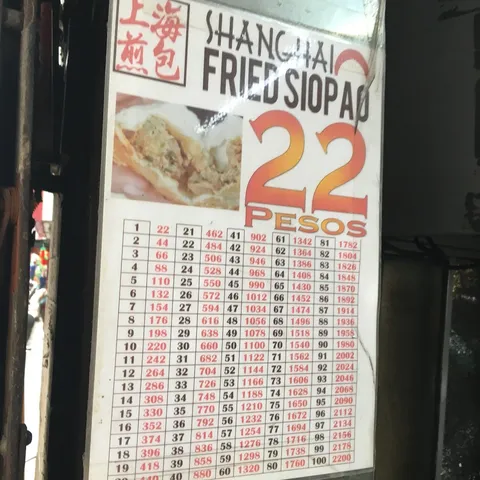 上海
煎包
SHANGHAI
FRIED SIOPAO
22
PESOS
1 22 21 462 41 902 61 1342 81 1782
2 44 22 484 42 924 62 1364 82 1804
3 66 23 506 43 946 63 1386 83 1826
4 88 24 528 44 968 64 1408 84 1848
5 110 25 550 45 990 65 1430 85 1870
6 132 26 572 46 1012 66 1452 86 1892
7 154 27 594 47 1034 67 1474 87 1914
8 176 28 616 48 1056 68 1496 88 1936
9 198 29 638 49 1078 69 1518 89 1958
10 220 30 660 50 1100 70 1540 90 1980
11 242 31 682 51 1122 71 1562 91 2002
12 264 32 704 52 1144 72 1584 92 2024
13 286 33 726 53 1166 73 1606 93 2046
14 308 34 748 54 1188 74 1628 94 2068
15 330 35 770 55 1210 75 1650 95 2090
16 352 36 792 56 1232 76 1672 96 2112
17 374 37 814 57 1254 77 1694 97 2134
18 396 38 836 58 1276 78 1716 98 2156
19 418 39 858 59 1298 79 1738 99 2178
440 40 880 60 1320 80 1760 100 2200